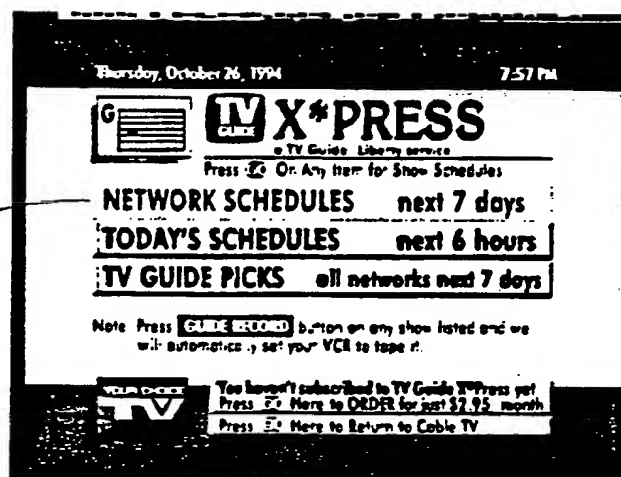 Thursday, October 26, 1994 7:57 PM
G TV GUIDE X*PRESS
a TV Guide Liberty service
Press On Any Item for Show Schedules
NETWORK SCHEDULES next 7 days
TODAY'S SCHEDULES next 6 hours
TV GUIDE PICKS all networks next 7 days
Note Press GUIDE RECORD button on any show listed and we
will automatically set your VCR to tape it.
YOUR CHOICE TV
You haven't subscribed to TV Guide X*Press yet
Press Here to ORDER for just $2.95 month
Press Here to Return to Cable TV